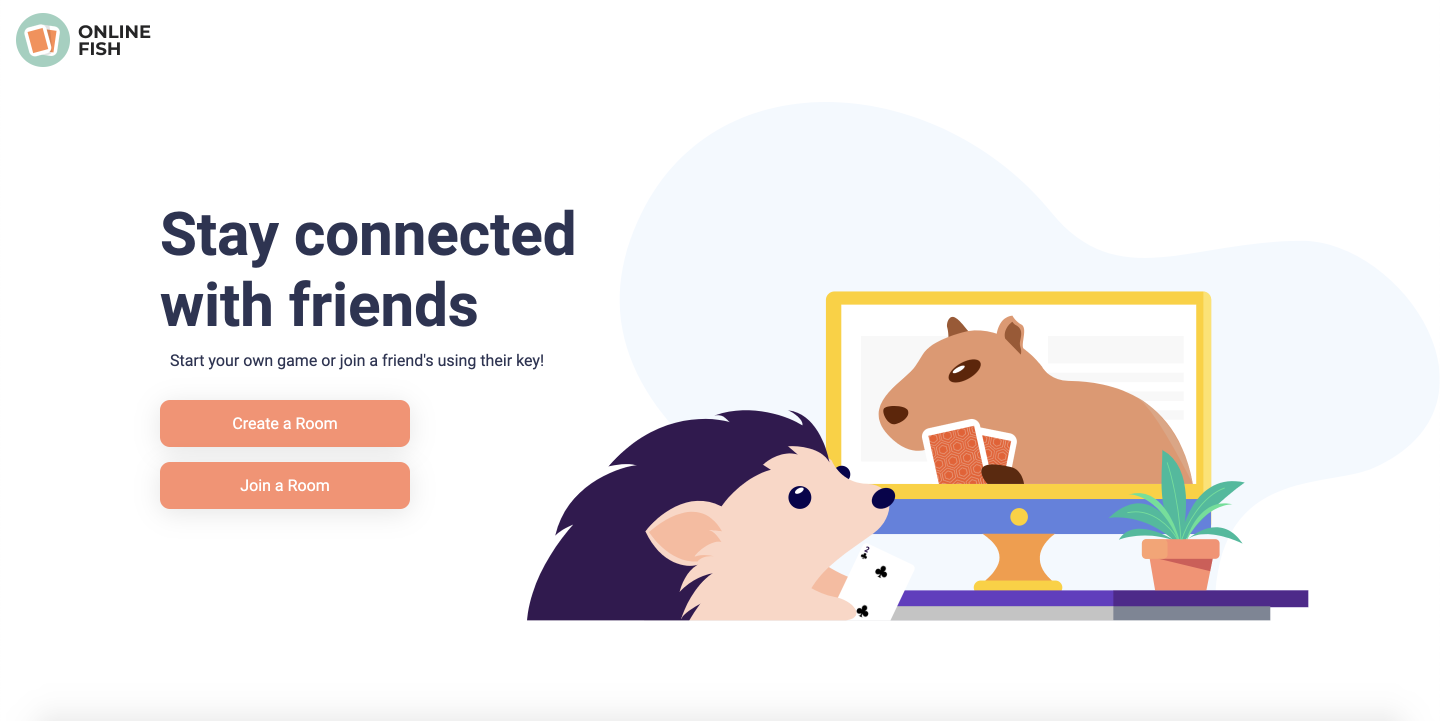 ONLINE
FISH
Stay connected
with friends
Start your own game or join a friend's using their key!
Create a Room
Join a Room
2